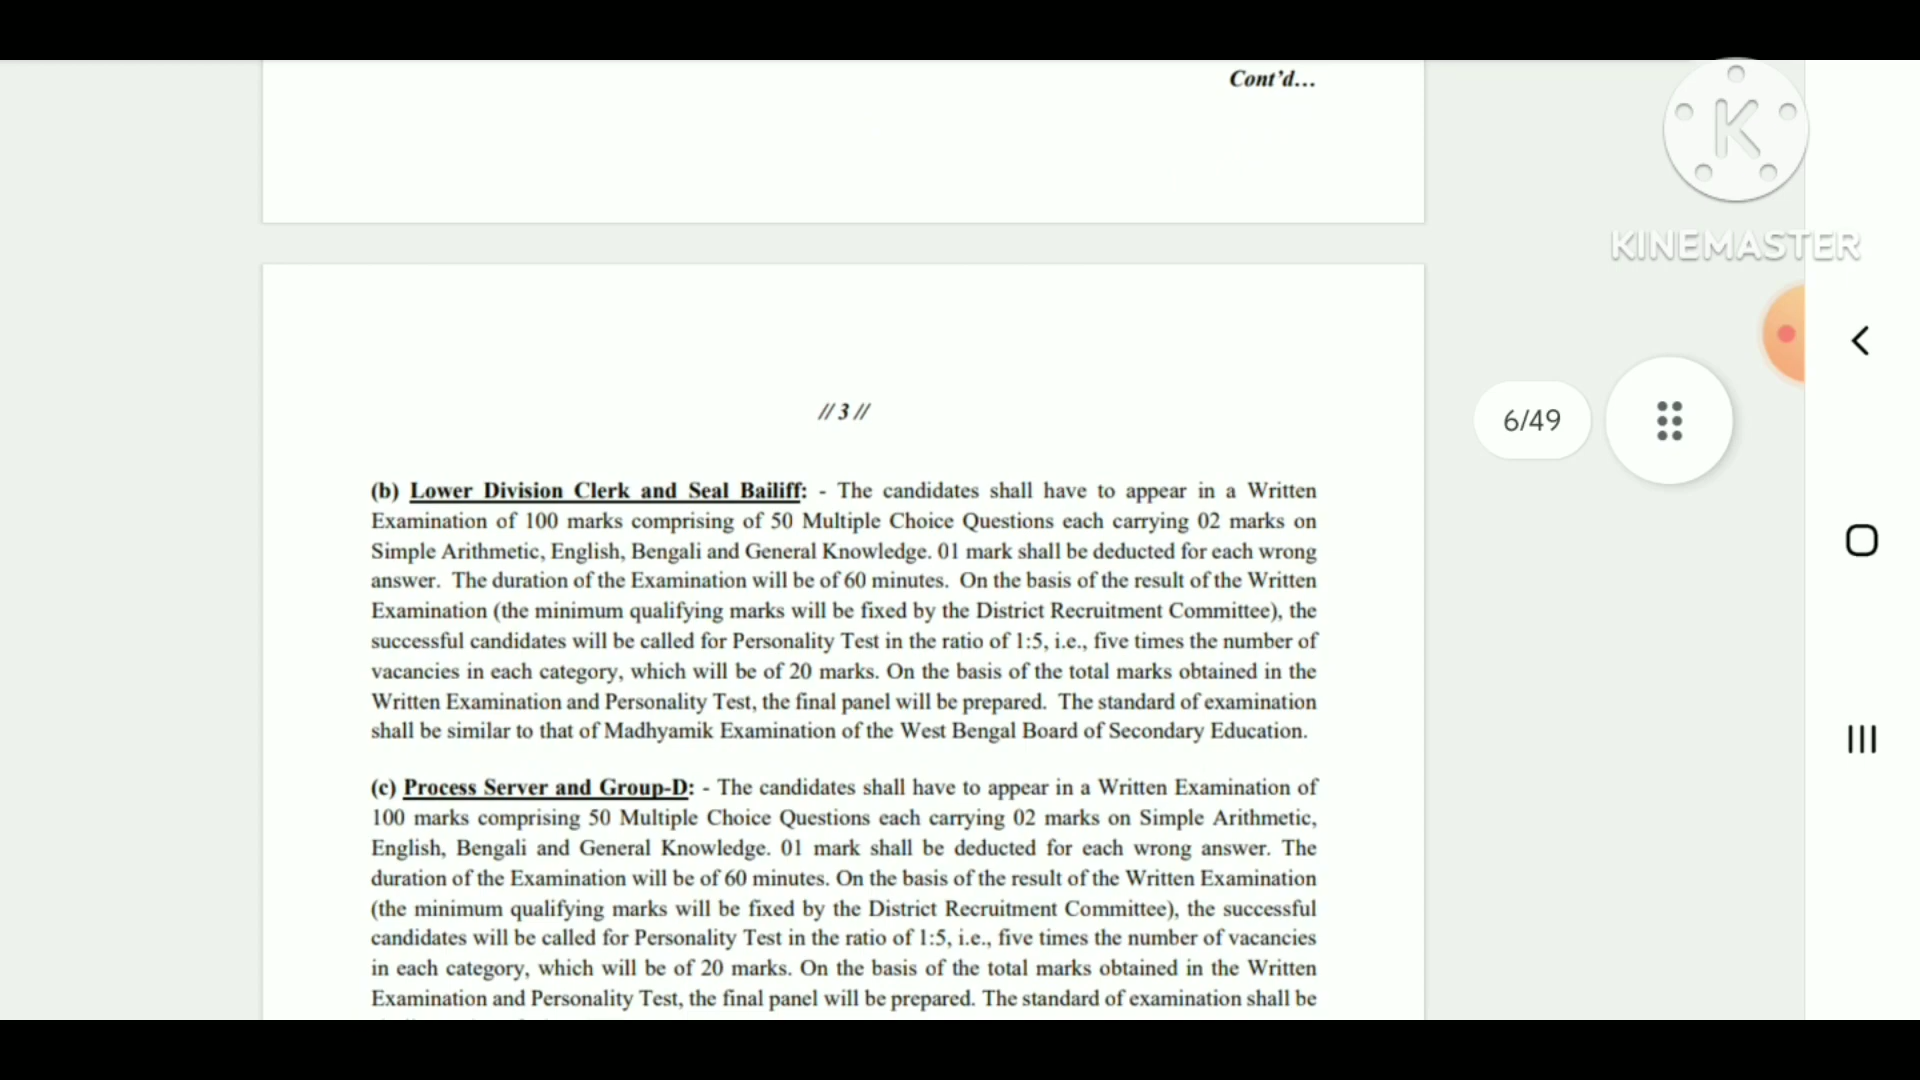 Cont'd...
K
KINEMASTER
6/49
// 3 //
(b) Lower Division Clerk and Seal Bailiff: - The candidates shall have to appear in a Written
Examination of 100 marks comprising of 50 Multiple Choice Questions each carrying 02 marks on
Simple Arithmetic, English, Bengali and General Knowledge. 01 mark shall be deducted for each wrong
answer. The duration of the Examination will be of 60 minutes. On the basis of the result of the Written
Examination (the minimum qualifying marks will be fixed by the District Recruitment Committee), the
successful candidates will be called for Personality Test in the ratio of 1:5, i.e., five times the number of
vacancies in each category, which will be of 20 marks. On the basis of the total marks obtained in the
Written Examination and Personality Test, the final panel will be prepared. The standard of examination
shall be similar to that of Madhyamik Examination of the West Bengal Board of Secondary Education.
(c) Process Server and Group-D: - The candidates shall have to appear in a Written Examination of
100 marks comprising 50 Multiple Choice Questions each carrying 02 marks on Simple Arithmetic,
English, Bengali and General Knowledge. 01 mark shall be deducted for each wrong answer. The
duration of the Examination will be of 60 minutes. On the basis of the result of the Written Examination
(the minimum qualifying marks will be fixed by the District Recruitment Committee), the successful
candidates will be called for Personality Test in the ratio of 1:5, i.e., five times the number of vacancies
in each category, which will be of 20 marks. On the basis of the total marks obtained in the Written
Examination and Personality Test, the final panel will be prepared. The standard of examination shall be